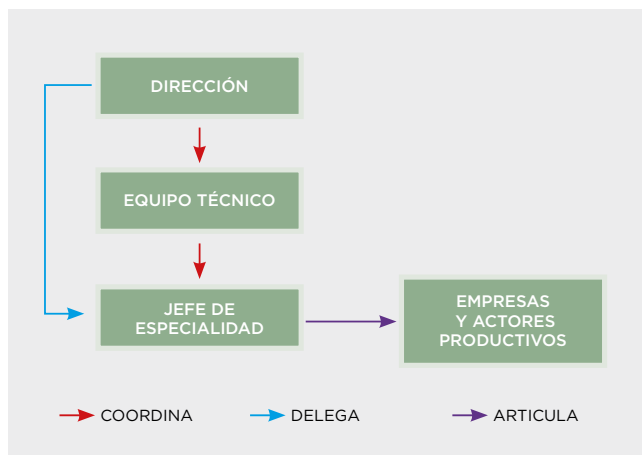 DIRECCIÓN
EQUIPO TÉCNICO
JEFE DE
ESPECIALIDAD
EMPRESAS
Y ACTORES
PRODUCTIVOS
COORDINA
DELEGA
ARTICULA